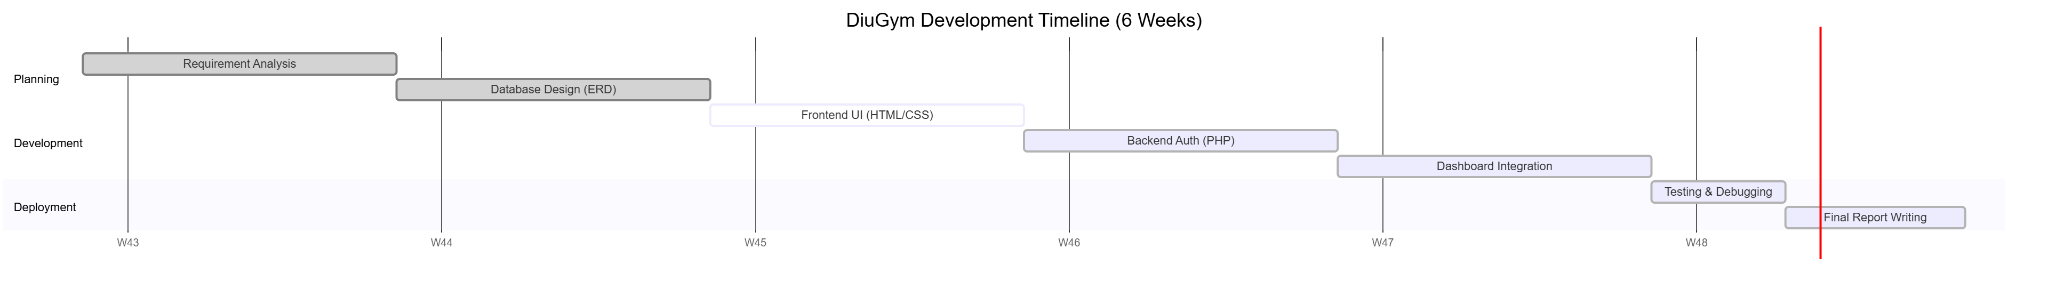 DiuGym Development Timeline (6 Weeks)
Planning
Requirement Analysis
Database Design (ERD)
Development
Frontend UI (HTML/CSS)
Backend Auth (PHP)
Dashboard Integration
Deployment
Testing & Debugging
Final Report Writing
W43 W44 W45 W46 W47 W48